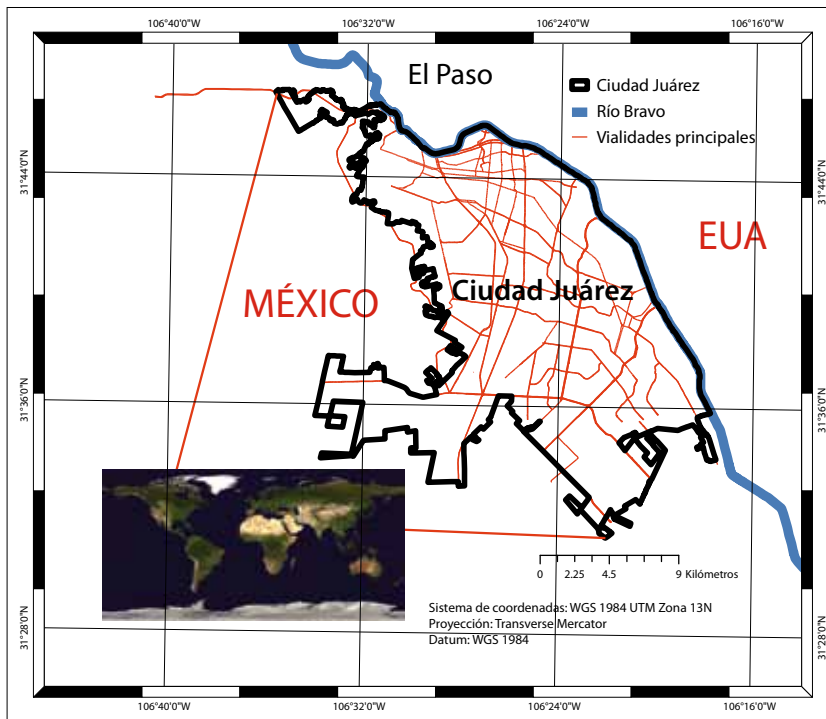 106°40'0"W 106°32'0"W 106°24'0"W 106°16'0"W
El Paso
Ciudad Juárez
Río Bravo
Vialidades principales
31°44'0"N 31°44'0"N
EUA
MÉXICO
Ciudad Juárez
31°36'0"N 31°36'0"N
0 2.25 4.5 9 Kilómetros
Sistema de coordenadas: WGS 1984 UTM Zona 13N
Proyección: Transverse Mercator
Datum: WGS 1984
31°28'0"N 31°28'0"N
106°40'0"W 106°32'0"W 106°24'0"W 106°16'0"W